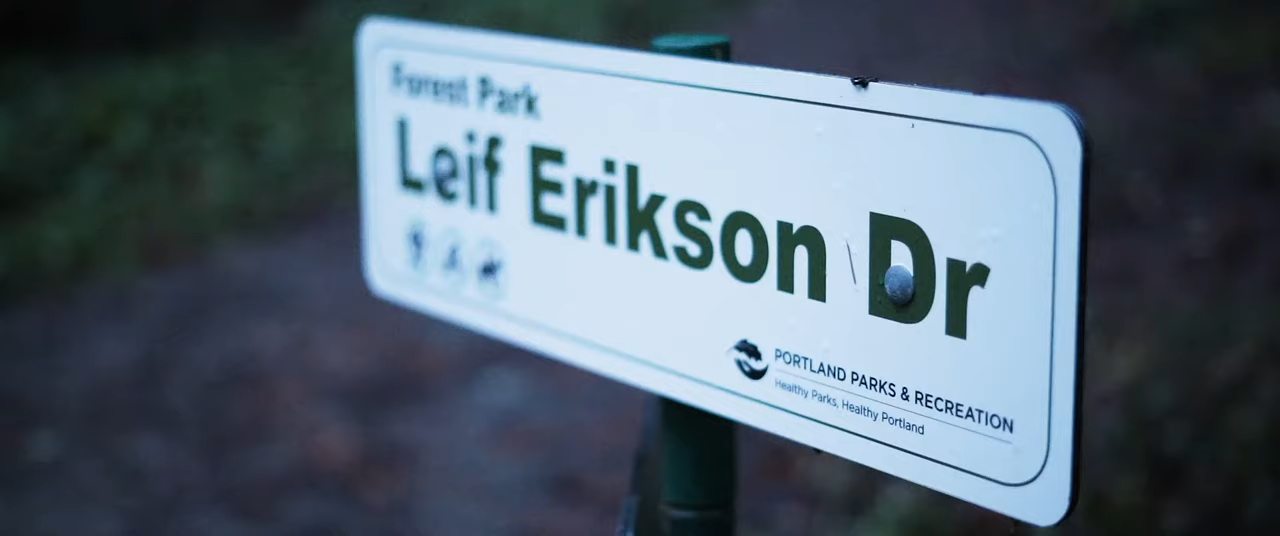 Forest Park
Leif Erikson Dr
PORTLAND PARKS & RECREATION
Healthy Parks, Healthy Portland